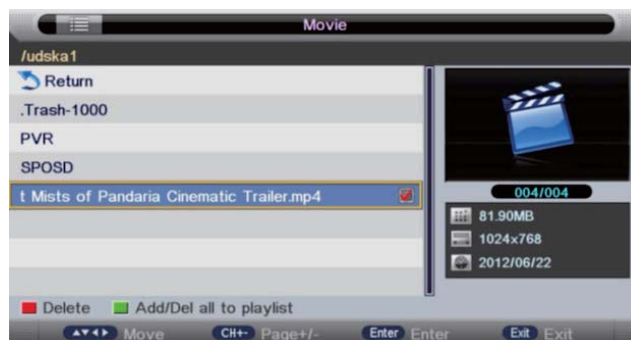 Movie
/udska1
Return
.Trash-1000
PVR
SPOSD
t Mists of Pandaria Cinematic Trailer.mp4
004/004
81.90MB
1024x768
2012/06/22
Delete Add/Del all to playlist
Move CH+- Page+/- Enter Enter Exit Exit